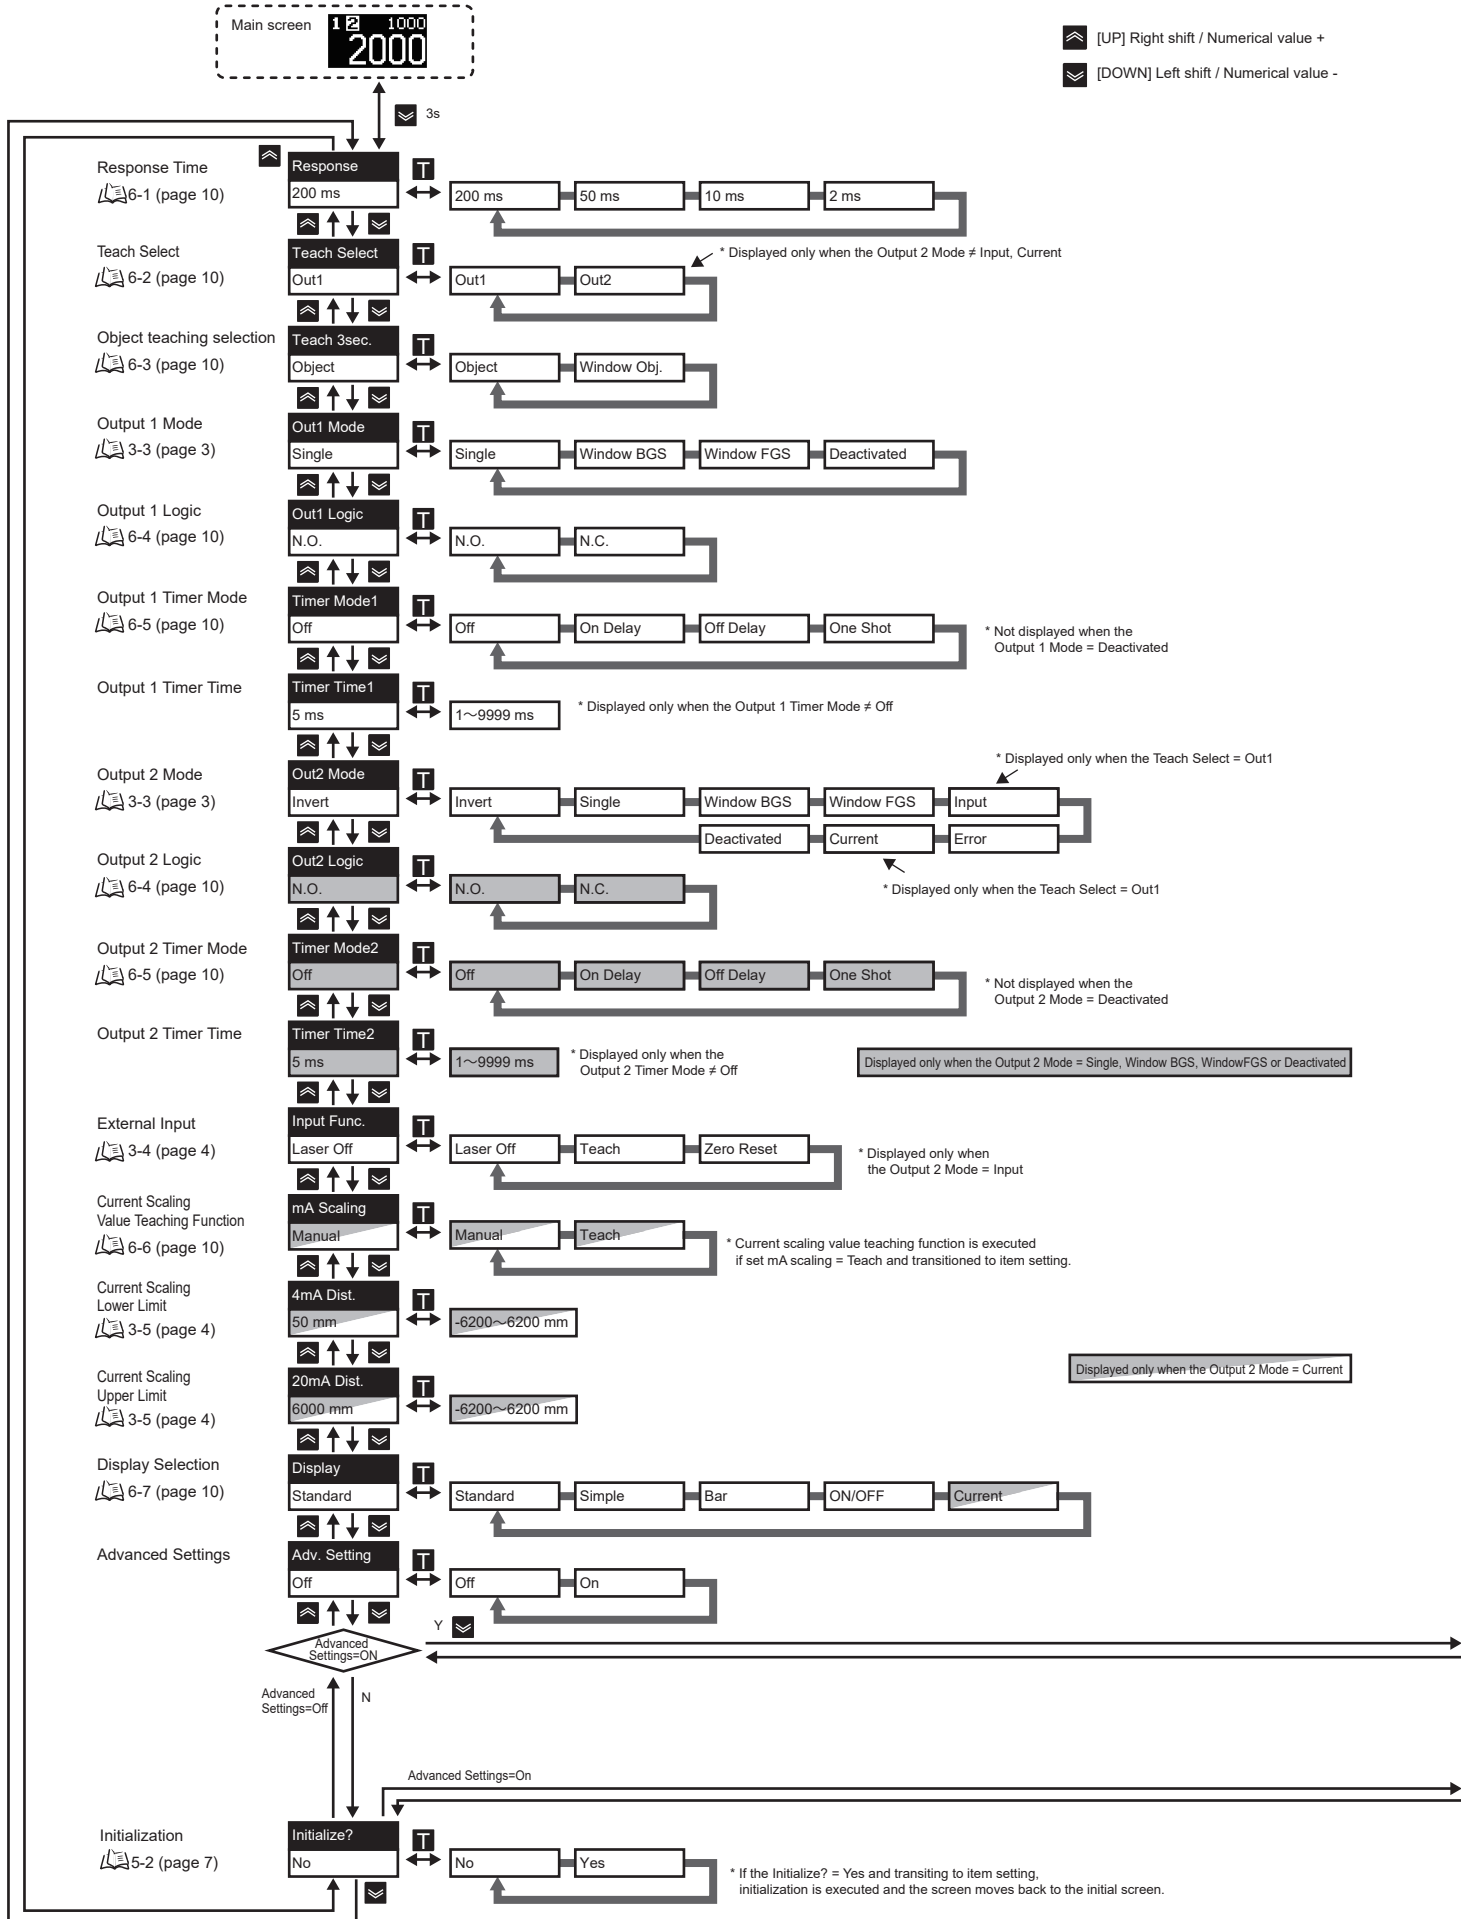 Main screen
1 2 1000
2000
[UP] Right shift / Numerical value +
[DOWN] Left shift / Numerical value -
3s
Response Time
6-1 (page 10)
Response
200 ms
T
200 ms
50 ms
10 ms
2 ms
Teach Select
6-2 (page 10)
Teach Select
Out1
T
Out1
Out2
* Displayed only when the Output 2 Mode ≠ Input, Current
Object teaching selection
6-3 (page 10)
Teach 3sec.
Object
T
Object
Window Obj.
Output 1 Mode
3-3 (page 3)
Out1 Mode
Single
T
Single
Window BGS
Window FGS
Deactivated
Output 1 Logic
6-4 (page 10)
Out1 Logic
N.O.
T
N.O.
N.C.
Output 1 Timer Mode
6-5 (page 10)
Timer Mode1
Off
T
Off
On Delay
Off Delay
One Shot
* Not displayed when the
Output 1 Mode = Deactivated
Output 1 Timer Time
Timer Time1
5 ms
T
1～9999 ms
* Displayed only when the Output 1 Timer Mode ≠ Off
Output 2 Mode
3-3 (page 3)
Out2 Mode
Invert
T
Invert
Single
Window BGS
Window FGS
Input
* Displayed only when the Teach Select = Out1
Deactivated
Current
Error
* Displayed only when the Teach Select = Out1
Output 2 Logic
6-4 (page 10)
Out2 Logic
N.O.
T
N.O.
N.C.
Output 2 Timer Mode
6-5 (page 10)
Timer Mode2
Off
T
Off
On Delay
Off Delay
One Shot
* Not displayed when the
Output 2 Mode = Deactivated
Output 2 Timer Time
Timer Time2
5 ms
T
1～9999 ms
* Displayed only when the
Output 2 Timer Mode ≠ Off
Displayed only when the Output 2 Mode = Single, Window BGS, WindowFGS or Deactivated
External Input
3-4 (page 4)
Input Func.
Laser Off
T
Laser Off
Teach
Zero Reset
* Displayed only when
the Output 2 Mode = Input
Current Scaling
Value Teaching Function
6-6 (page 10)
mA Scaling
Manual
T
Manual
Teach
* Current scaling value teaching function is executed
if set mA scaling = Teach and transitioned to item setting.
Current Scaling
Lower Limit
3-5 (page 4)
4mA Dist.
50 mm
T
-6200～6200 mm
Displayed only when the Output 2 Mode = Current
Current Scaling
Upper Limit
3-5 (page 4)
20mA Dist.
6000 mm
T
-6200～6200 mm
Display Selection
6-7 (page 10)
Display
Standard
T
Standard
Simple
Bar
ON/OFF
Current
Advanced Settings
Adv. Setting
Off
T
Off
On
Y
Advanced
Settings=ON
Advanced
Settings=Off
N
Advanced Settings=On
Initialization
5-2 (page 7)
Initialize?
No
T
No
Yes
* If the Initialize? = Yes and transiting to item setting,
initialization is executed and the screen moves back to the initial screen.